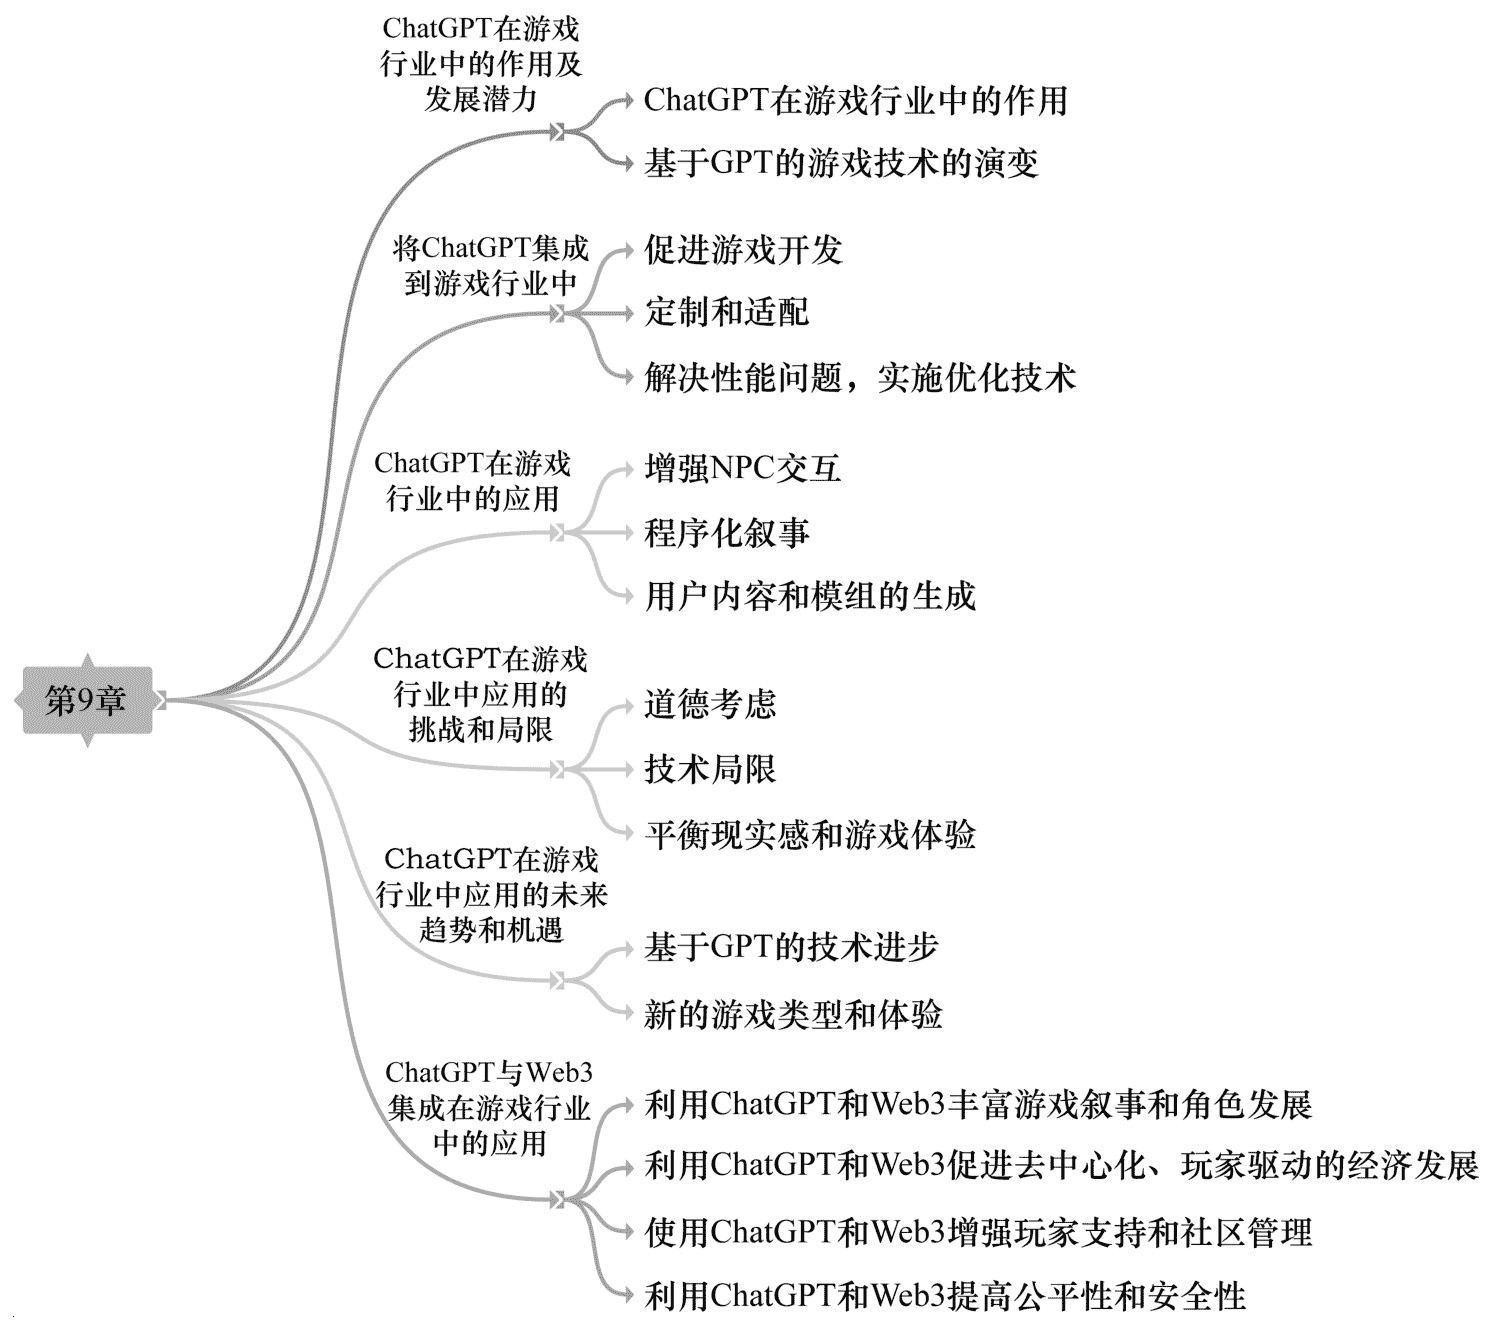 第9章
ChatGPT在游戏
行业中的作用及
发展潜力
ChatGPT在游戏行业中的作用
基于GPT的游戏技术的演变
将ChatGPT集成
到游戏行业中
促进游戏开发
定制和适配
解决性能问题，实施优化技术
ChatGPT在游戏
行业中的应用
增强NPC交互
程序化叙事
用户内容和模组的生成
ChatGPT在游戏
行业中应用的
挑战和局限
道德考虑
技术局限
平衡现实感和游戏体验
ChatGPT在游戏
行业中应用的未来
趋势和机遇
基于GPT的技术进步
新的游戏类型和体验
ChatGPT与Web3
集成在游戏行业
中的应用
利用ChatGPT和Web3丰富游戏叙事和角色发展
利用ChatGPT和Web3促进去中心化、玩家驱动的经济发展
使用ChatGPT和Web3增强玩家支持和社区管理
利用ChatGPT和Web3提高公平性和安全性